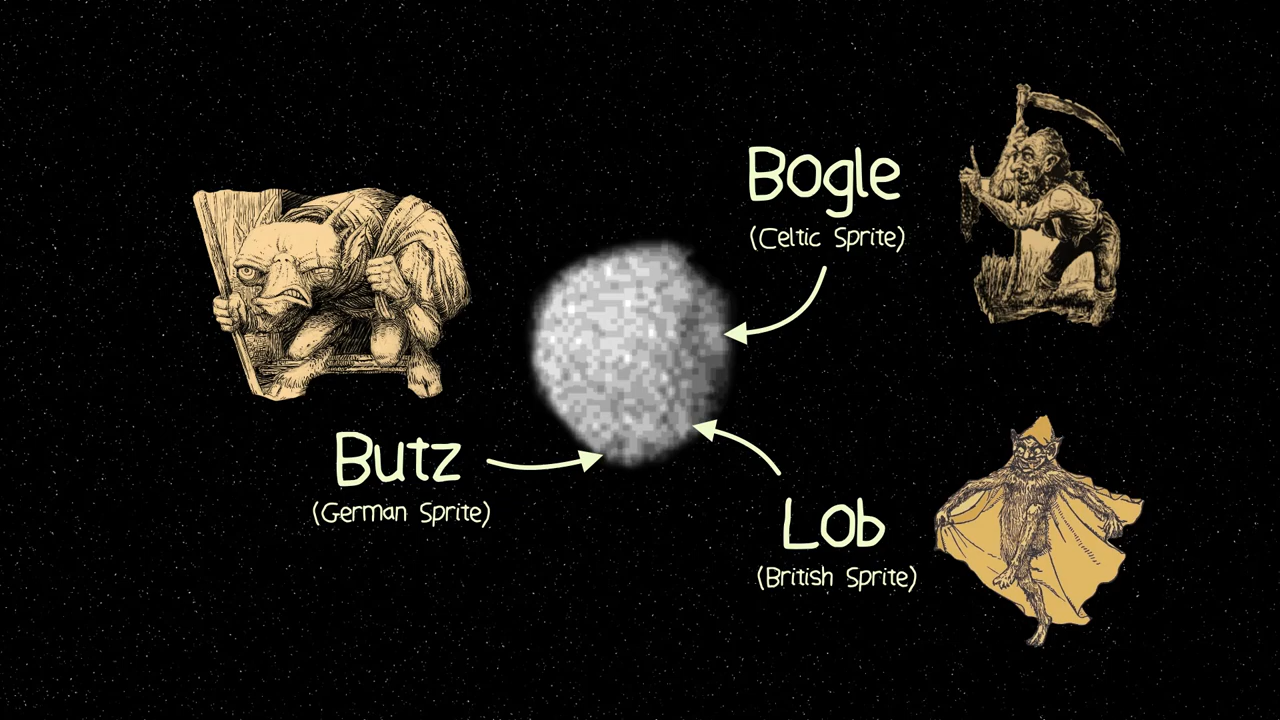 Bogle
(Celtic Sprite)
Butz
(German Sprite)
Lob
(British Sprite)